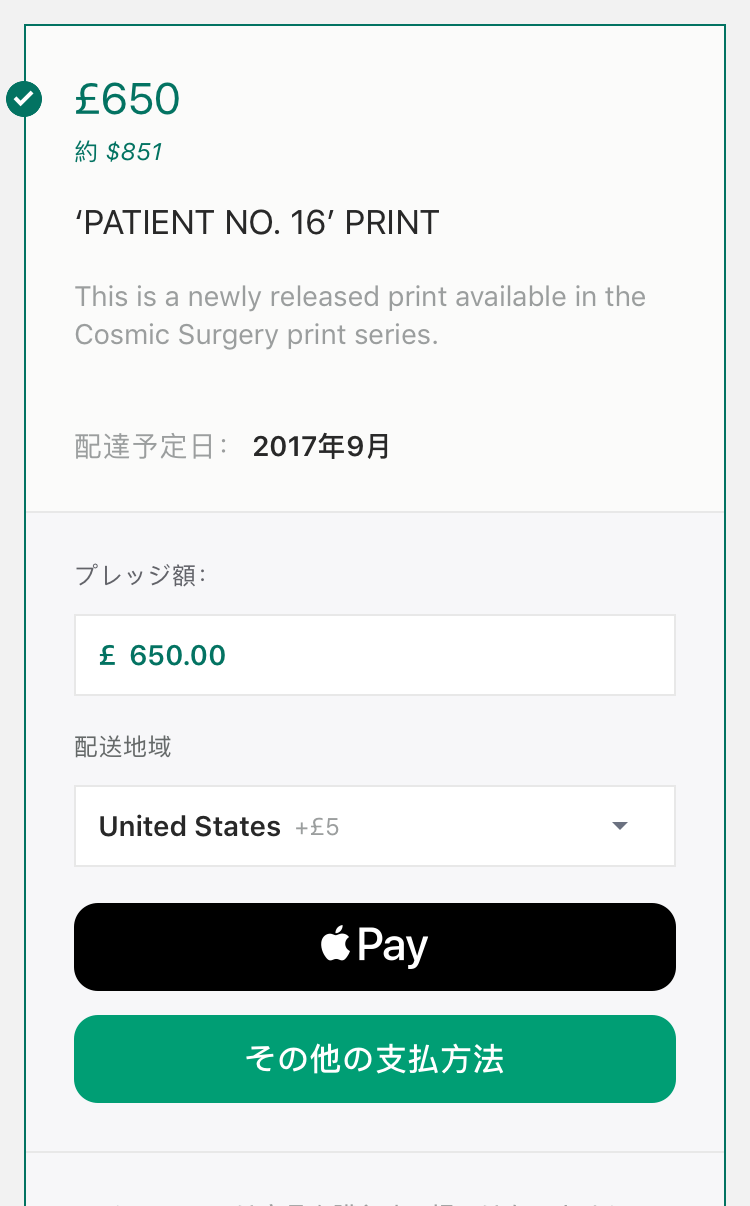 £650
約 $851
‘PATIENT NO. 16’ PRINT
This is a newly released print available in the
Cosmic Surgery print series.
配達予定日： 2017年9月
プレッジ額：
£ 650.00
配送地域
United States +£5
Pay
その他の支払方法